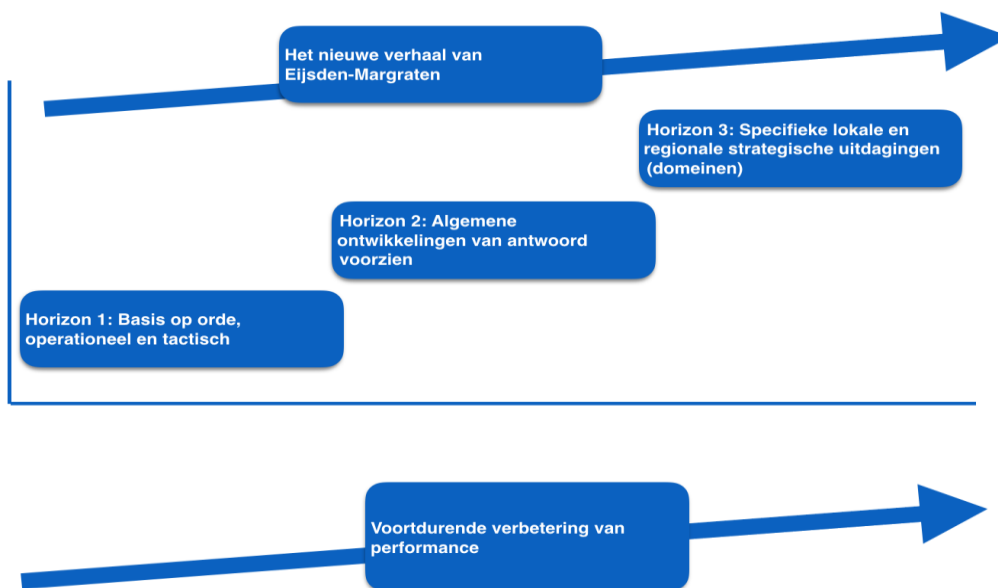 Het nieuwe verhaal van
Eijsden-Margraten
Horizon 3: Specifieke lokale en
regionale strategische uitdagingen
(domeinen)
Horizon 2: Algemene
ontwikkelingen van antwoord
voorzien
Horizon 1: Basis op orde,
operationeel en tactisch
Voortdurende verbetering van
performance